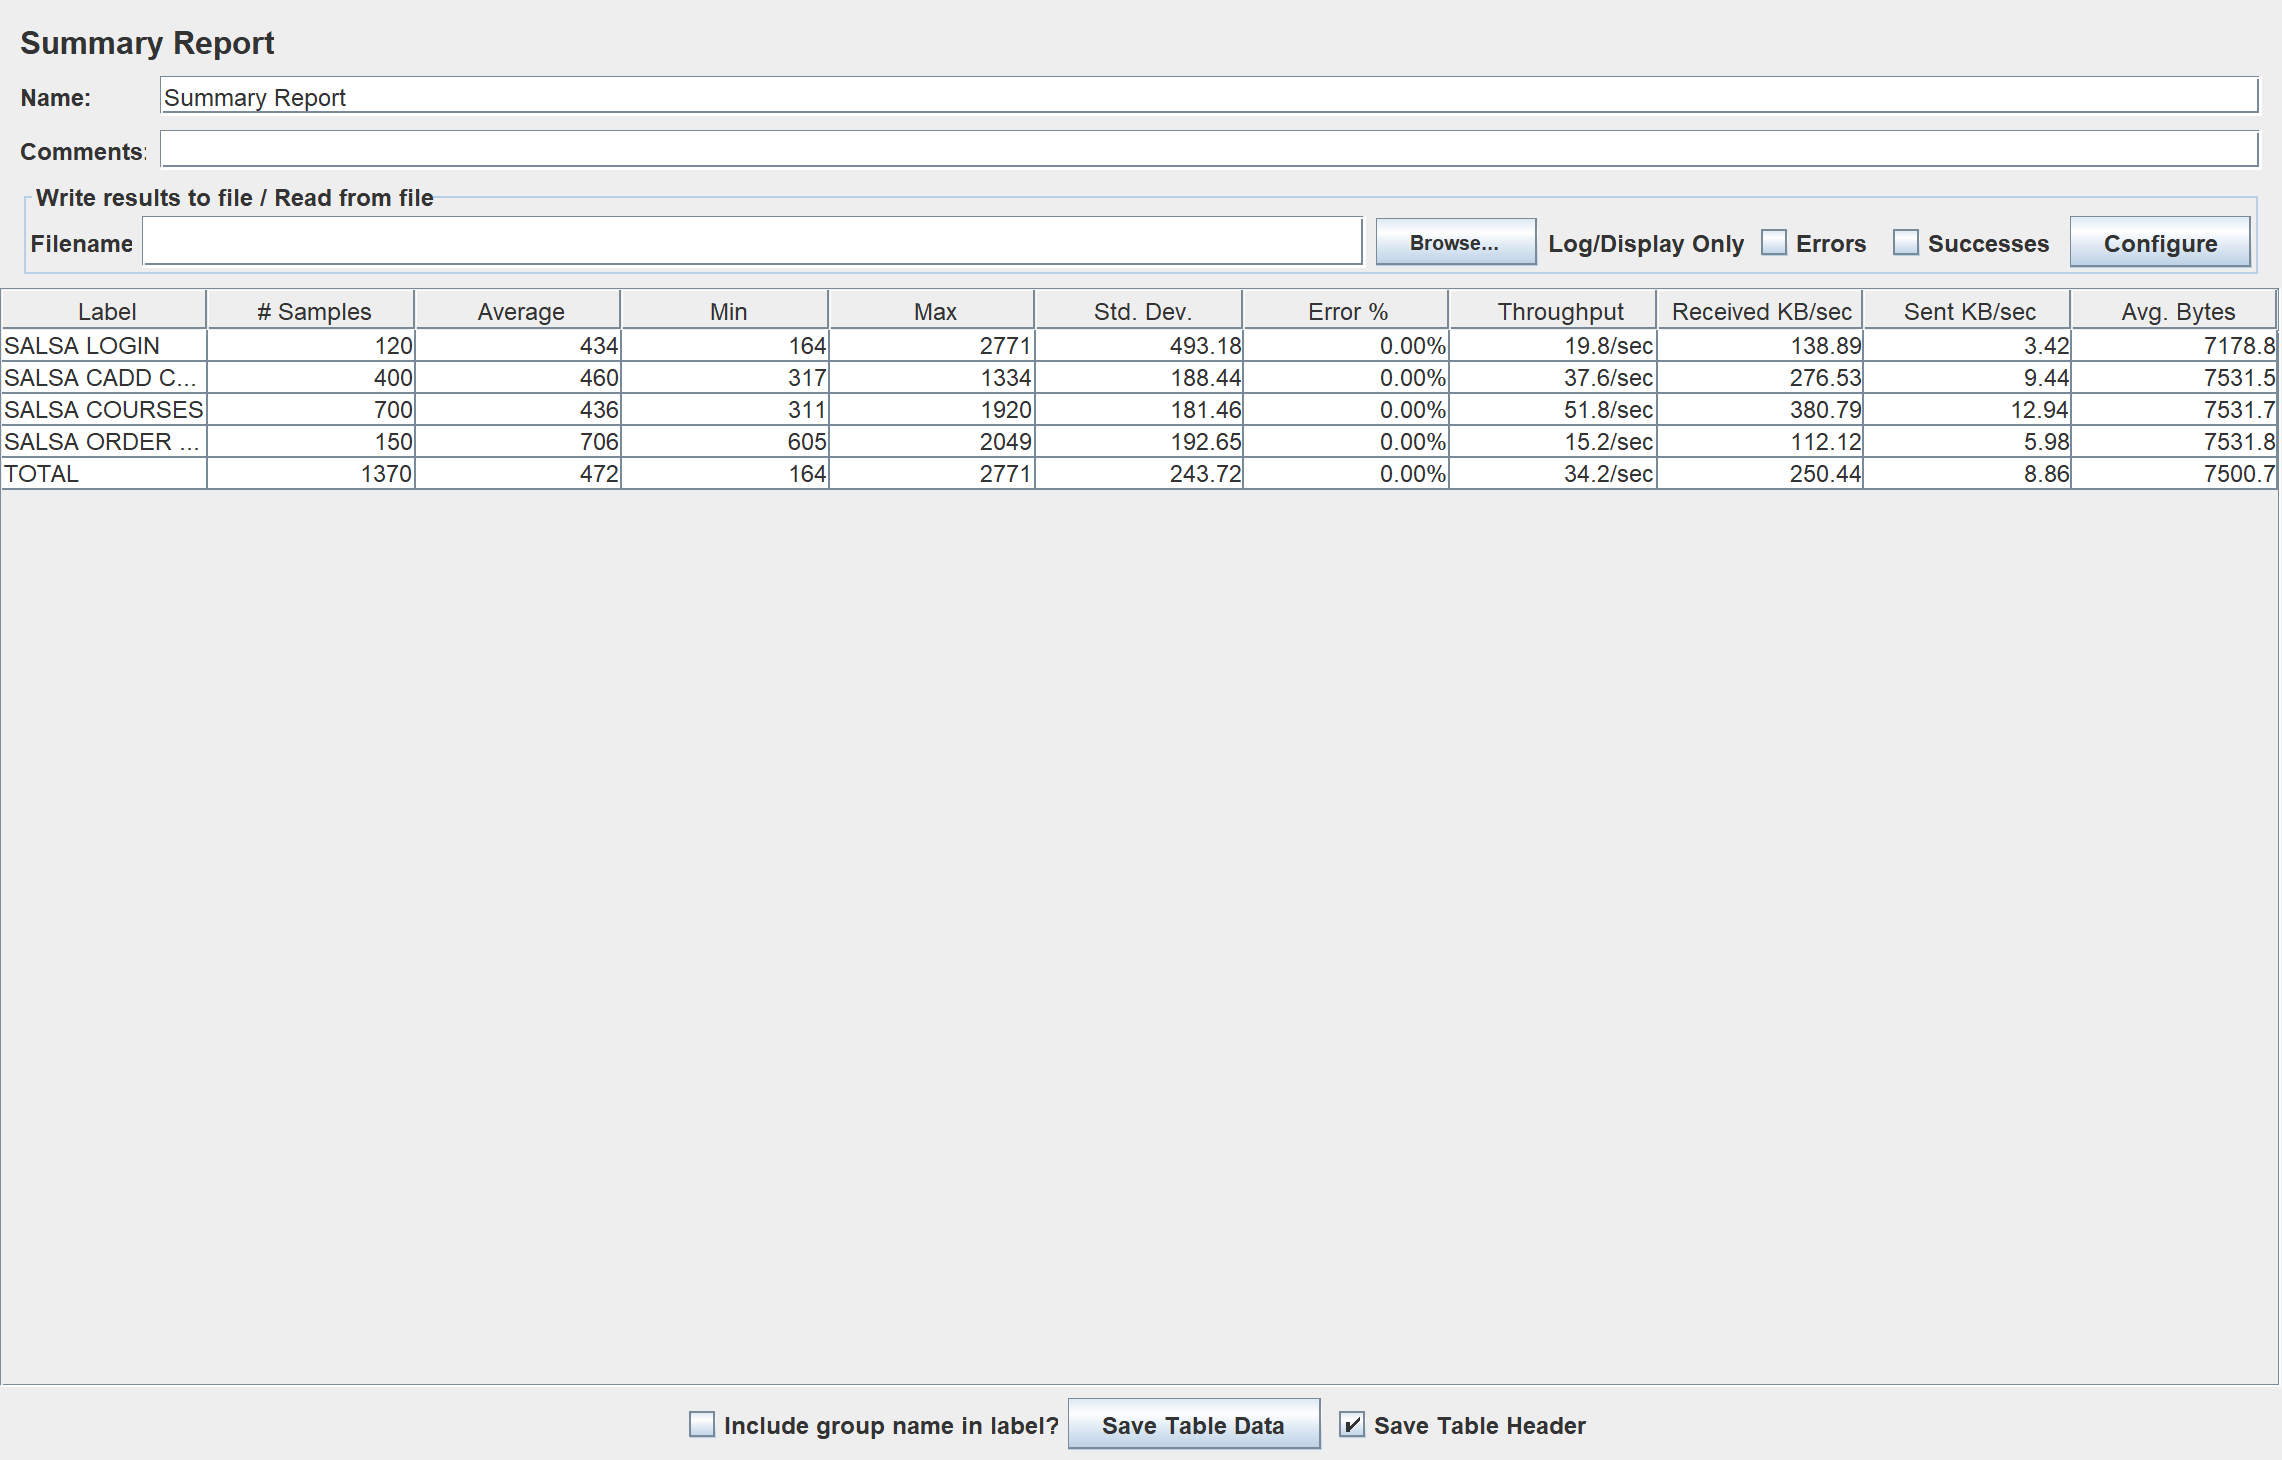 Summary Report
Name: Summary Report
Comments:
Write results to file / Read from file
Filename Browse... Log/Display Only Errors Successes Configure
Label # Samples Average Min Max Std. Dev. Error % Throughput Received KB/sec Sent KB/sec Avg. Bytes
SALSA LOGIN 120 434 164 2771 493.18 0.00% 19.8/sec 138.89 3.42 7178.8
SALSA CADD C... 400 460 317 1334 188.44 0.00% 37.6/sec 276.53 9.44 7531.5
SALSA COURSES 700 436 311 1920 181.46 0.00% 51.8/sec 380.79 12.94 7531.7
SALSA ORDER ... 150 706 605 2049 192.65 0.00% 15.2/sec 112.12 5.98 7531.8
TOTAL 1370 472 164 2771 243.72 0.00% 34.2/sec 250.44 8.86 7500.7
Include group name in label? Save Table Data Save Table Header